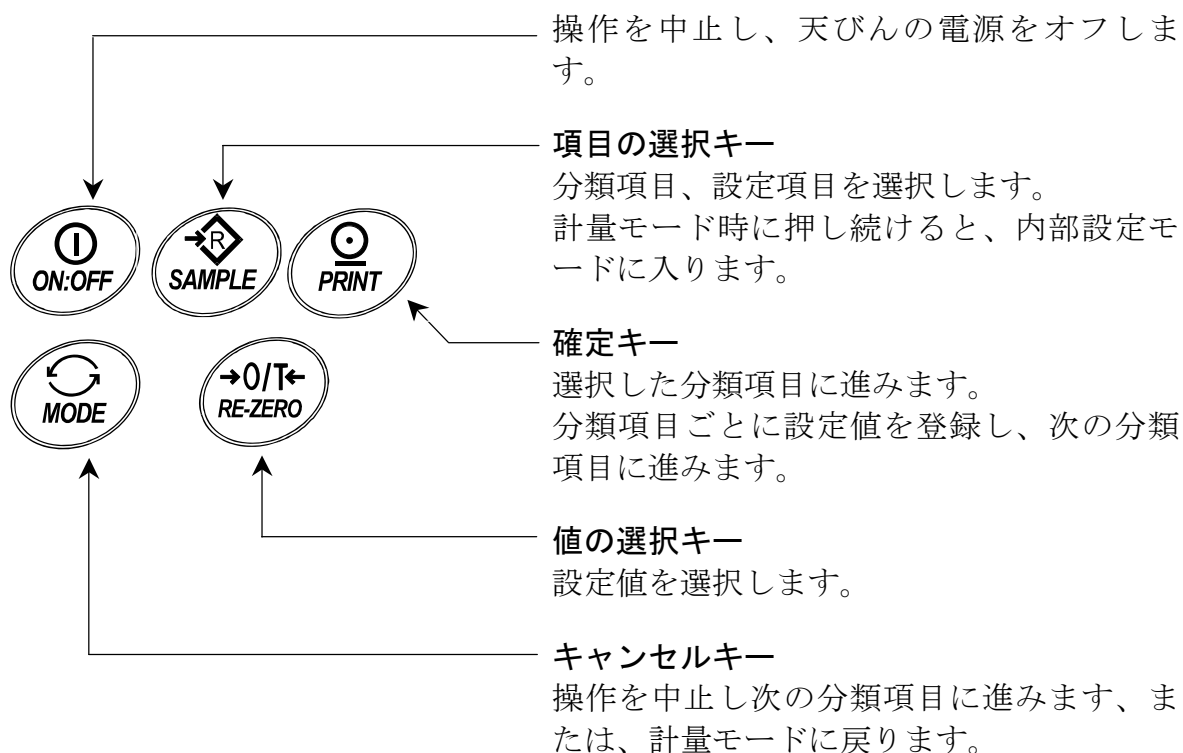 操作を中止し、天びんの電源をオフしま
す。
項目の選択キー
分類項目、設定項目を選択します。
計量モード時に押し続けると、内部設定モ
ードに入ります。
ON:OFF
R
SAMPLE
PRINT
確定キー
選択した分類項目に進みます。
分類項目ごとに設定値を登録し、次の分類
項目に進みます。
MODE
→0/T←
RE-ZERO
値の選択キー
設定値を選択します。
キャンセルキー
操作を中止し次の分類項目に進みます、ま
たは、計量モードに戻ります。